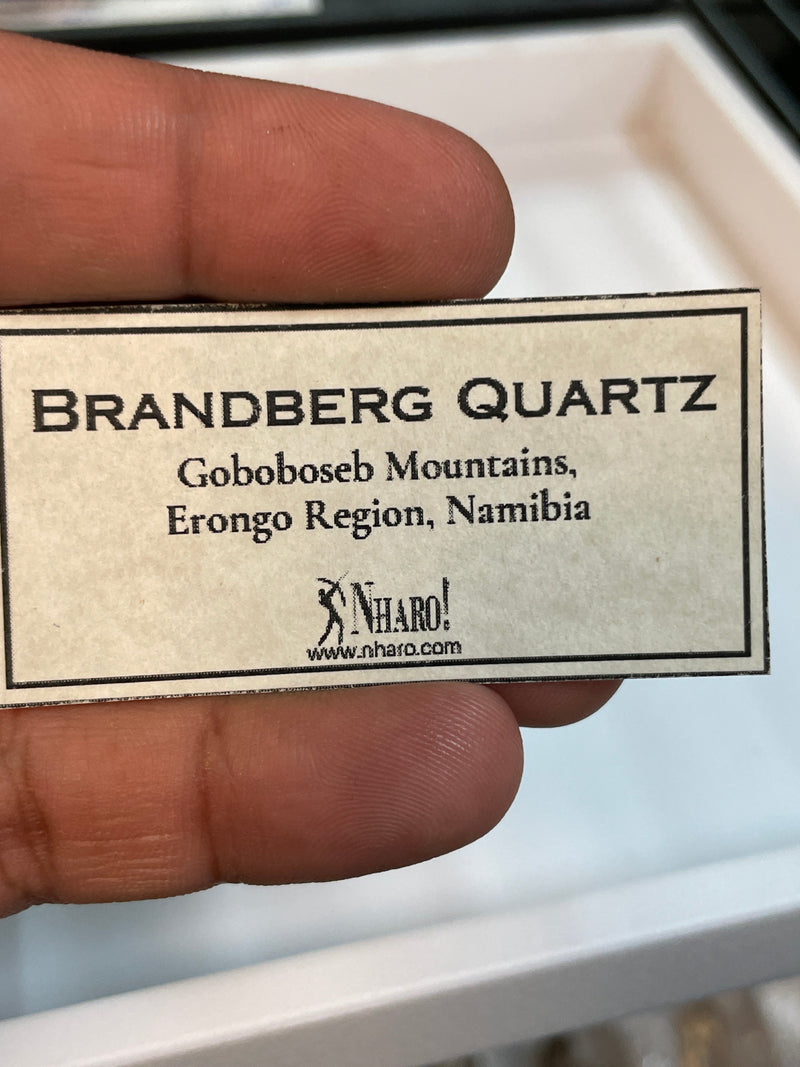 BRANDBERG QUARTZ
Goboboseb Mountains,
Erongo Region, Namibia
NHARO!
www.nharo.com